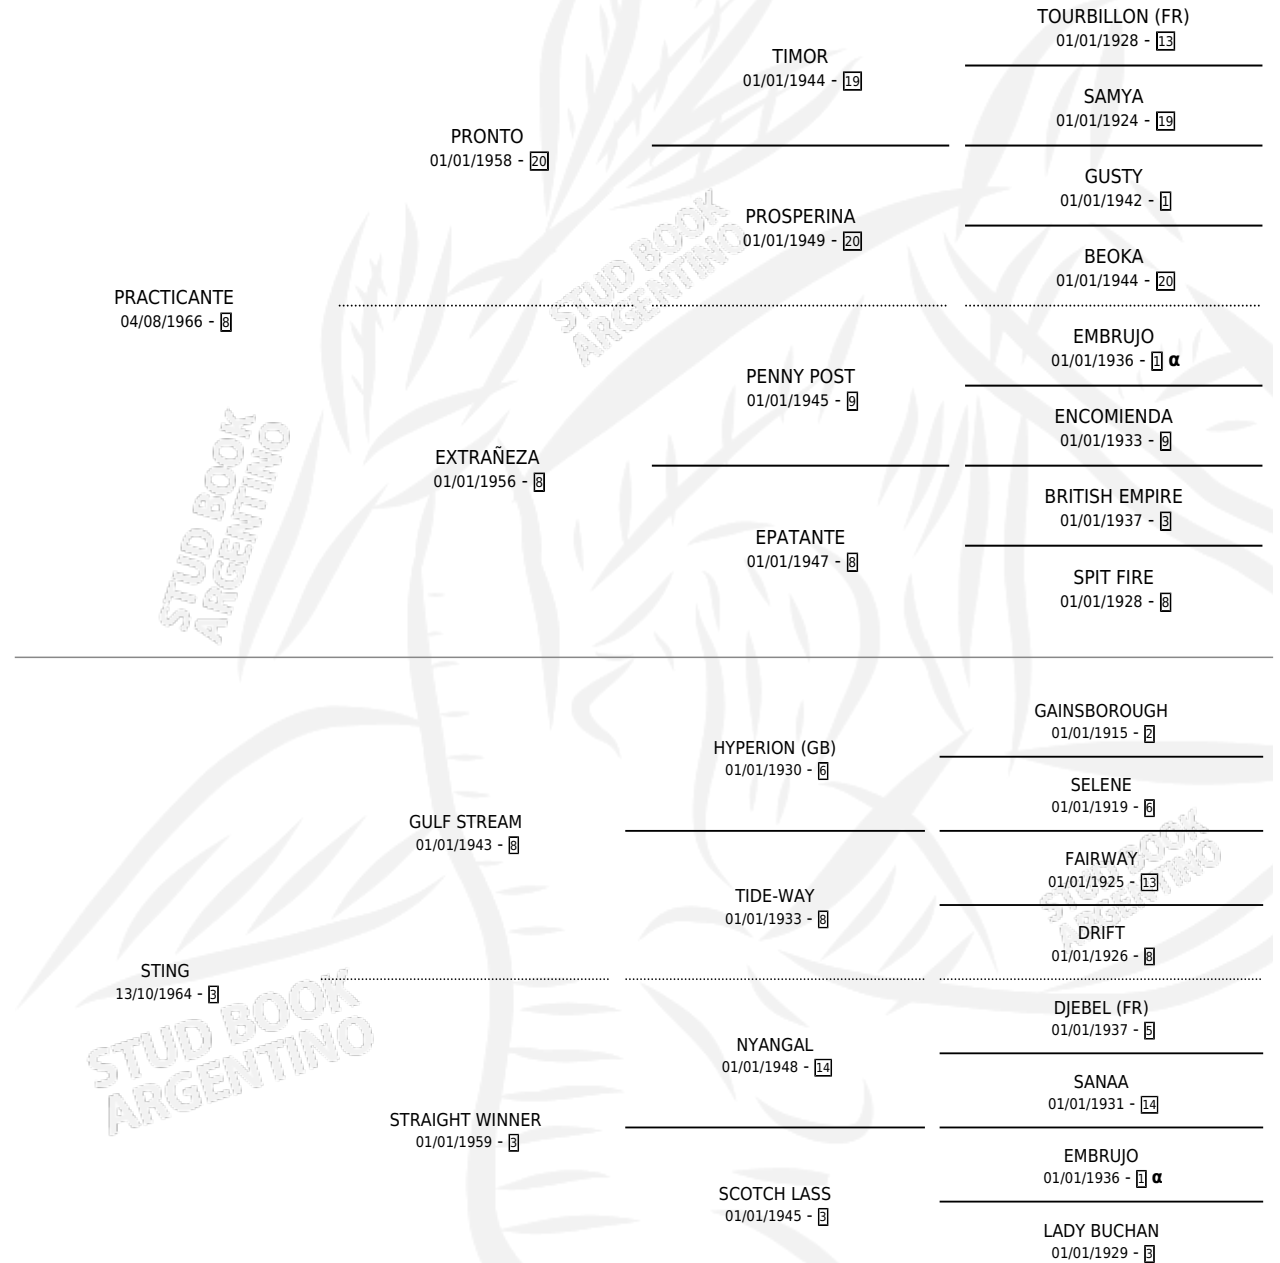 TOURBILLON (FR)
01/01/1928 - 13
TIMOR
01/01/1944 - 19
SAMYA
01/01/1924 - 19
PRONTO
01/01/1958 - 20
GUSTY
01/01/1942 - 1
PROSPERINA
01/01/1949 - 20
BEOKA
01/01/1944 - 20
STUD BOOK
ARGENTINO
PRACTICANTE
04/08/1966 - 8
EMBRUJO
01/01/1936 - 1 α
PENNY POST
01/01/1945 - 9
ENCOMIENDA
01/01/1933 - 9
EXTRAÑEZA
01/01/1956 - 8
BRITISH EMPIRE
01/01/1937 - 3
EPATANTE
01/01/1947 - 8
SPIT FIRE
01/01/1928 - 8
STUD BOOK
ARGENTINO
GAINSBOROUGH
01/01/1915 - 2
HYPERION (GB)
01/01/1930 - 6
SELENE
01/01/1919 - 6
GULF STREAM
01/01/1943 - 8
FAIRWAY
01/01/1925 - 13
TIDE-WAY
01/01/1933 - 8
DRIFT
01/01/1926 - 8
STUD BOOK
ARGENTINO
STING
13/10/1964 - 3
DJEBEL (FR)
01/01/1937 - 5
NYANGAL
01/01/1948 - 14
SANAA
01/01/1931 - 14
STUD BOOK
ARGENTINO
STRAIGHT WINNER
01/01/1959 - 3
EMBRUJO
01/01/1936 - 1 α
SCOTCH LASS
01/01/1945 - 3
LADY BUCHAN
01/01/1929 - 3